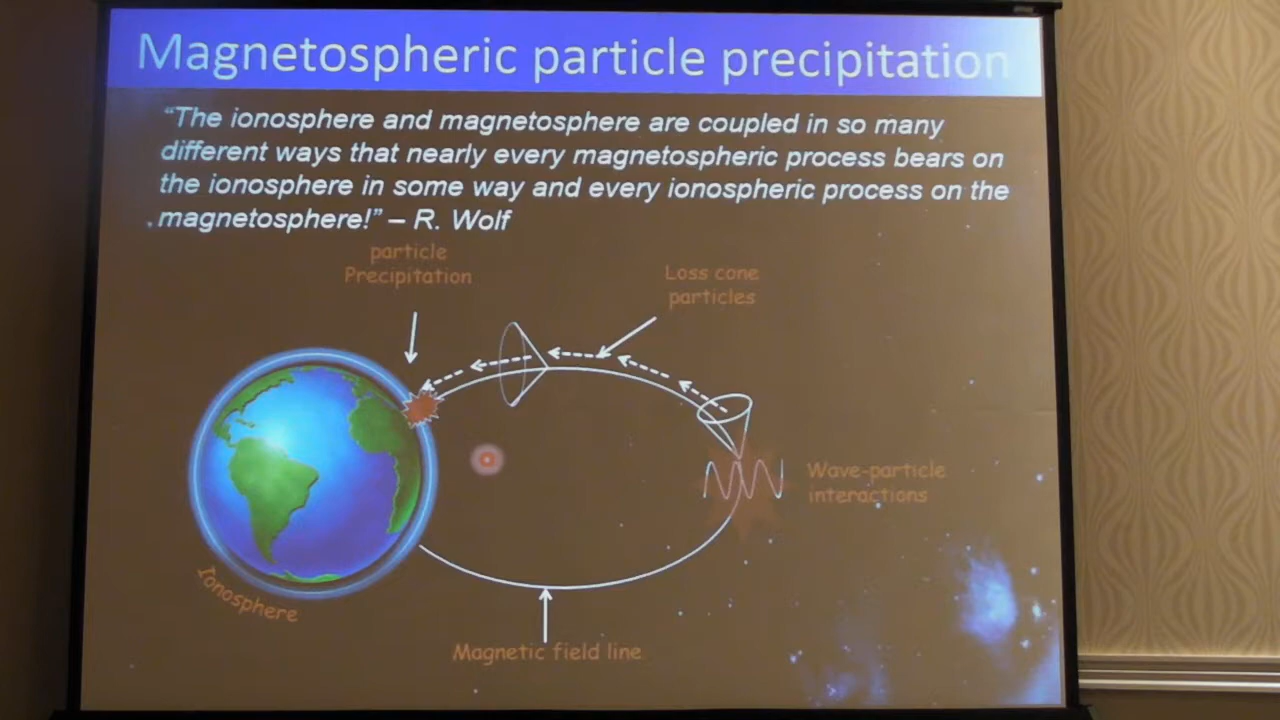 Magnetospheric particle precipitation
“The ionosphere and magnetosphere are coupled in so many
different ways that nearly every magnetospheric process bears on
the ionosphere in some way and every ionospheric process on the
magnetosphere!” – R. Wolf
particle
Precipitation
Loss cone
particles
Wave-particle
interactions
Ionosphere
Magnetic field line